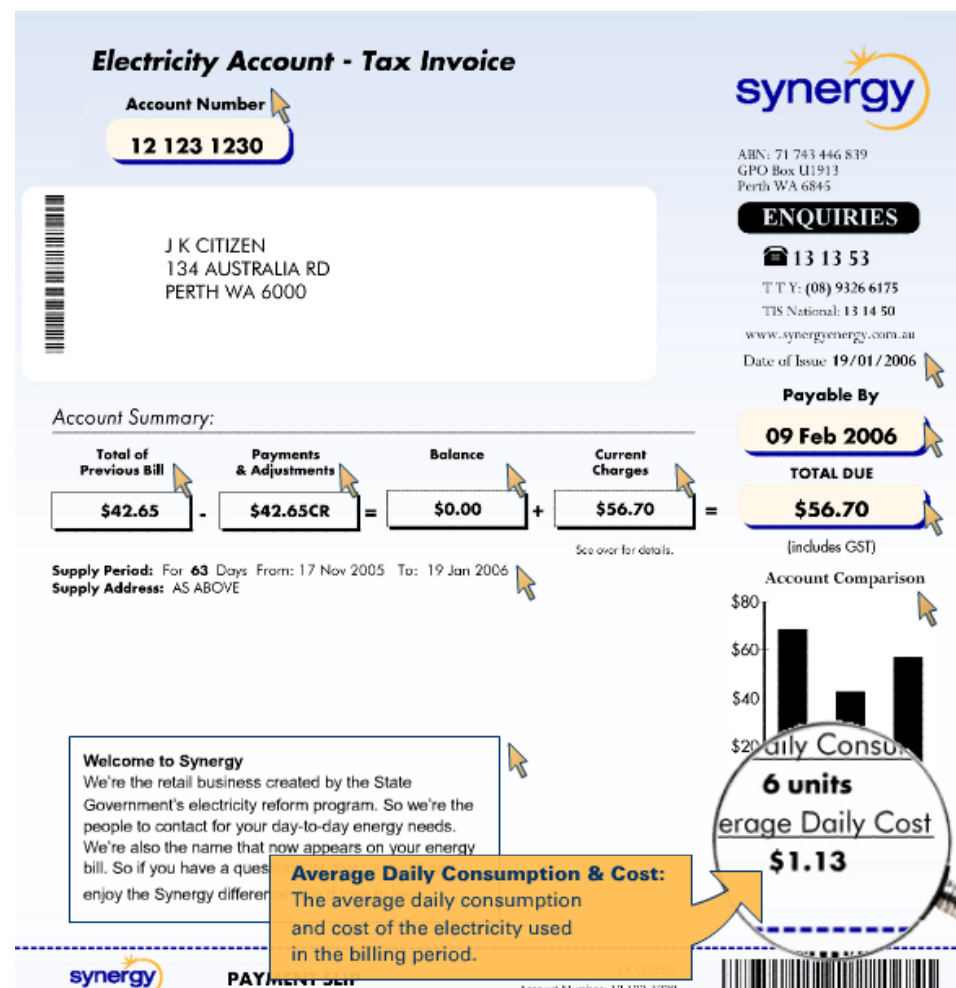 Electricity Account - Tax Invoice
Account Number
12 123 1230
synergy
ABN: 71 743 446 839
GPO Box U1913
Perth WA 6845
ENQUIRIES
13 13 53
T T Y: (08) 9326 6175
TIS National: 13 14 50
www.synergyenergy.com.au
Date of Issue 19/01/2006
J K CITIZEN
134 AUSTRALIA RD
PERTH WA 6000
Payable By
09 Feb 2006
TOTAL DUE
$56.70
(includes GST)
Account Summary:
Total of
Previous Bill
$42.65
-
Payments
& Adjustments
$42.65CR
=
Balance
$0.00
+
Current
Charges
$56.70
=
See over for details.
Supply Period: For 63 Days From: 17 Nov 2005 To: 19 Jan 2006
Supply Address: AS ABOVE
Account Comparison
$80
$60
$40
$20
aily Consu
6 units
erage Daily Cost
$1.13
Welcome to Synergy
We're the retail business created by the State
Government's electricity reform program. So we're the
people to contact for your day-to-day energy needs.
We're also the name that now appears on your energy
bill. So if you have a ques
enjoy the Synergy differen
Average Daily Consumption & Cost:
The average daily consumption
and cost of the electricity used
in the billing period.
synergy
PAYMENT SLIP
J K CITIZEN
Account Number: 12 123 1230